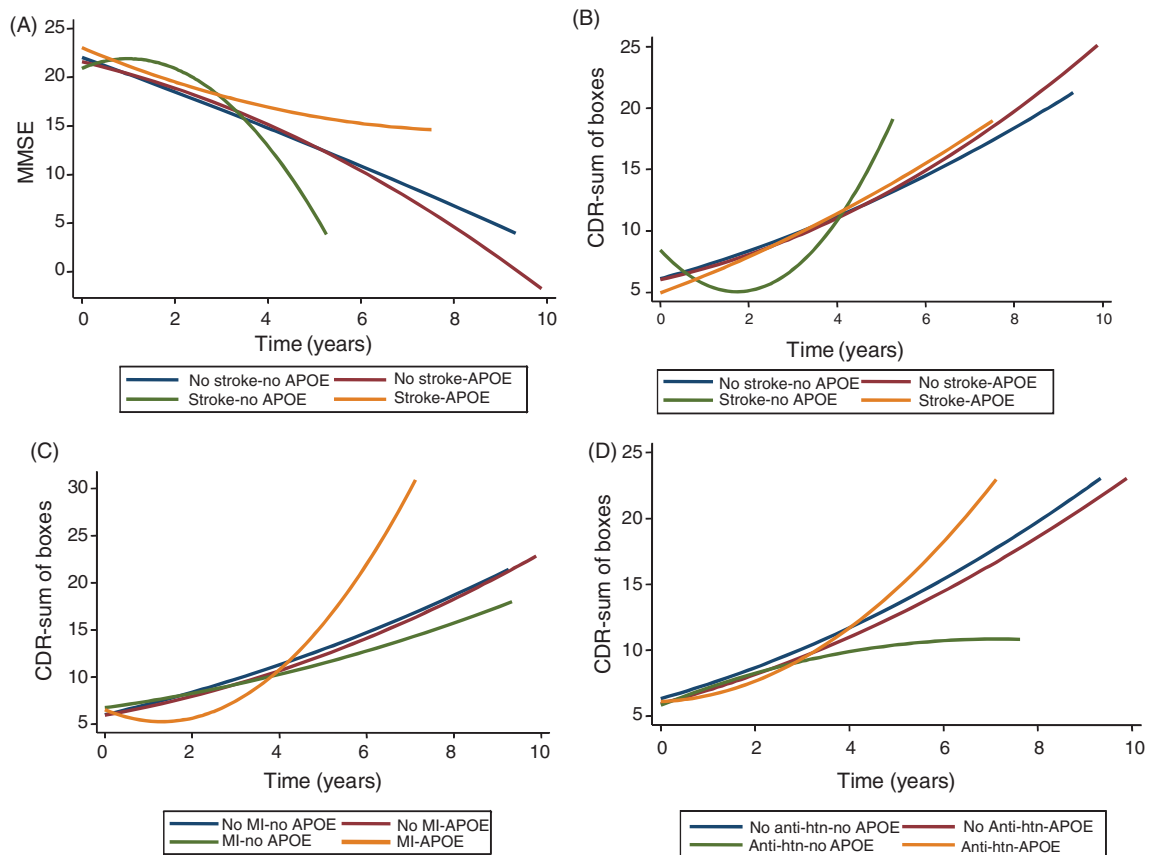 (A)
25
20
15
10
5
0
MMSE
0 2 4 6 8 10
Time (years)
No stroke-no APOE No stroke-APOE
Stroke-no APOE Stroke-APOE
(B)
25
20
15
10
5
CDR-sum of boxes
0 2 4 6 8 10
Time (years)
No stroke-no APOE No stroke-APOE
Stroke-no APOE Stroke-APOE
(C)
30
25
20
15
10
5
CDR-sum of boxes
0 2 4 6 8 10
Time (years)
No MI-no APOE No MI-APOE
MI-no APOE MI-APOE
(D)
25
20
15
10
5
CDR-sum of boxes
0 2 4 6 8 10
Time (years)
No anti-htn-no APOE No Anti-htn-APOE
Anti-htn-no APOE Anti-htn-APOE